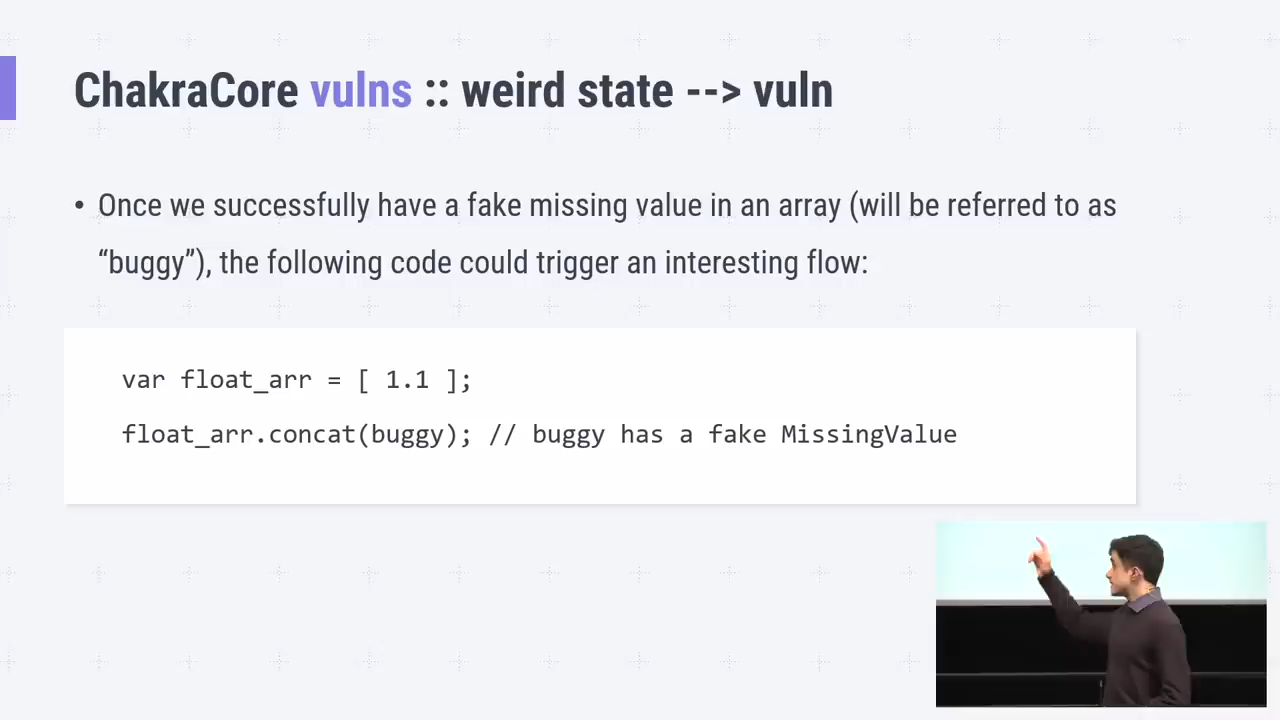 ChakraCore vulns :: weird state --> vuln
• Once we successfully have a fake missing value in an array (will be referred to as
“buggy”), the following code could trigger an interesting flow:
var float_arr = [ 1.1 ];
float_arr.concat(buggy); // buggy has a fake MissingValue